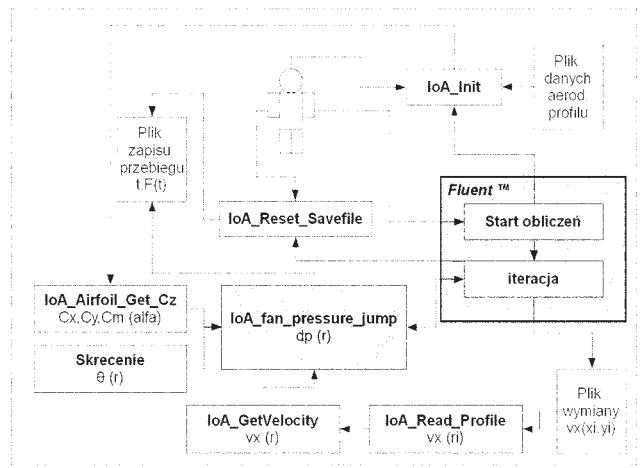 Plik
danych
aerod.
profilu
IoA_Init
Plik
zapisu
przebiegu
t,F(t)
Fluent ™
Start obliczeń
IoA_Reset_Savefile
iteracja
IoA_Airfoil_Get_Cz
Cx,Cy,Cm (alfa)
IoA_fan_pressure_jump
dp (r)
Skrecenie
θ (r)
Plik
wymiany
vx(xi,yi)
IoA_GetVelocity
vx (r)
IoA_Read_Profile
vx (ri)